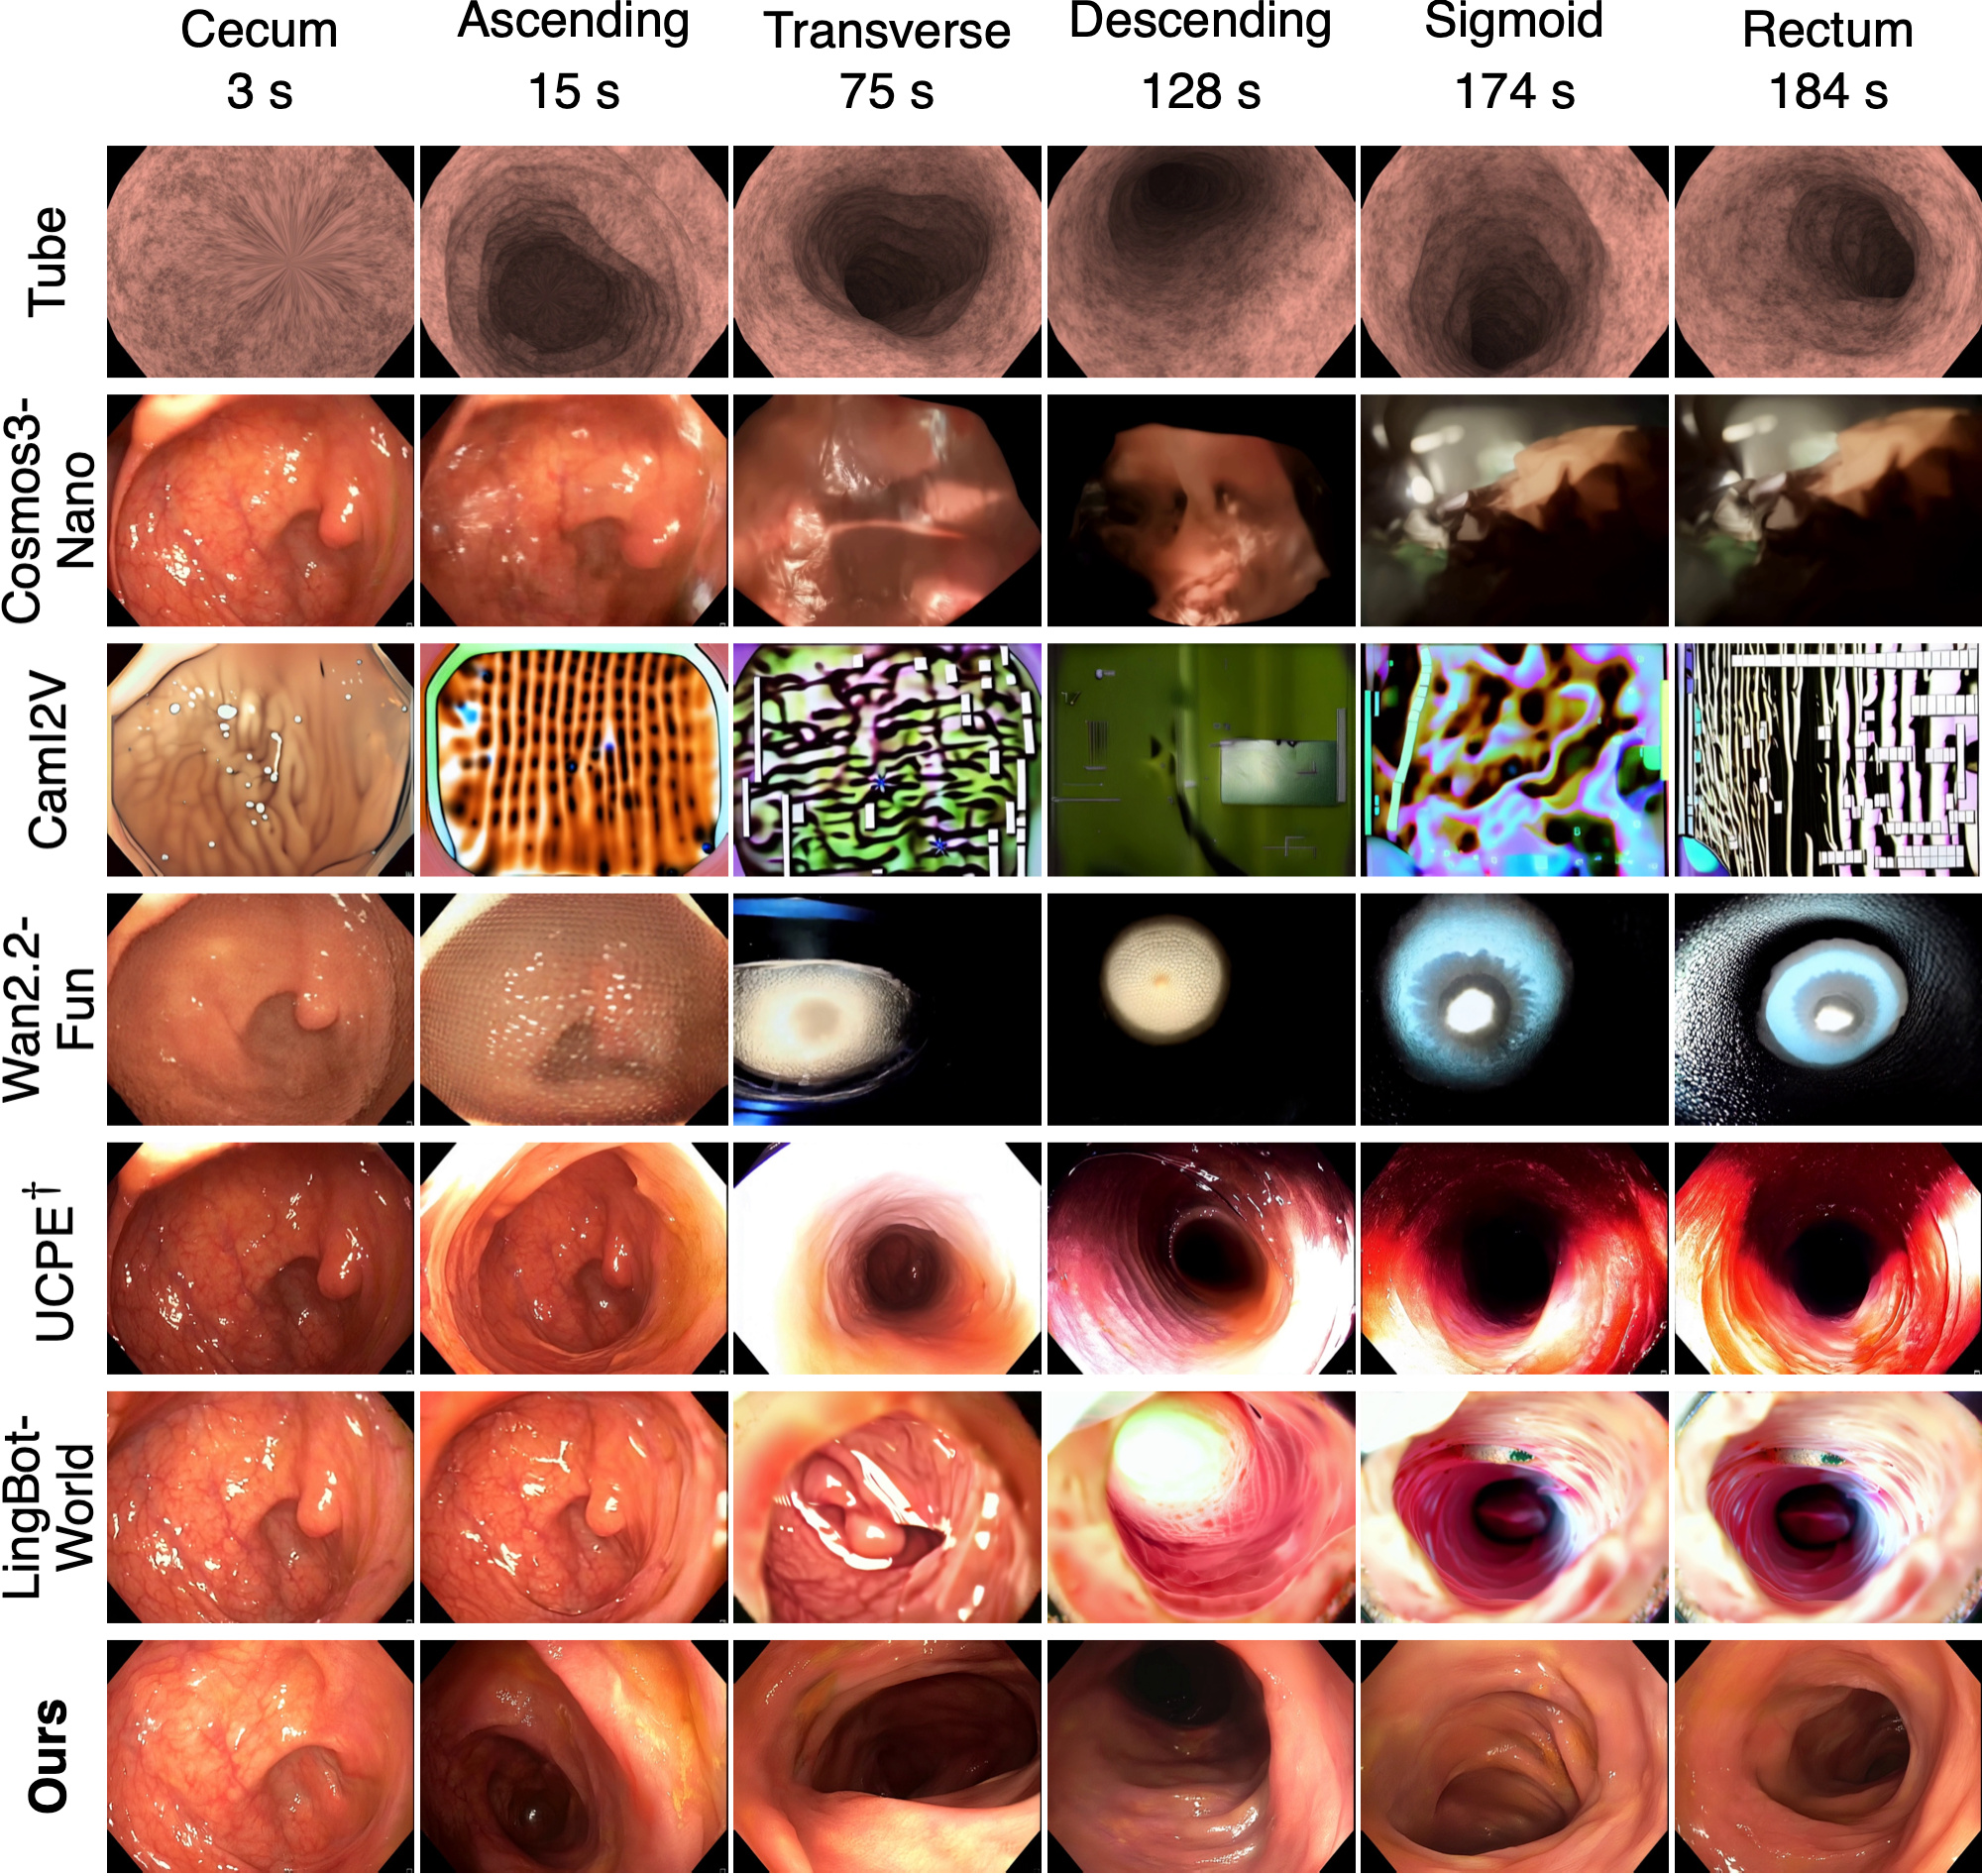 Cecum
Ascending
Transverse
Descending
Sigmoid
Rectum
3 s
15 s
75 s
128 s
174 s
184 s
Tube
Cosmos3-
Nano
CamI2V
Wan2.2-
Fun
UCPE†
LingBot-
World
Ours